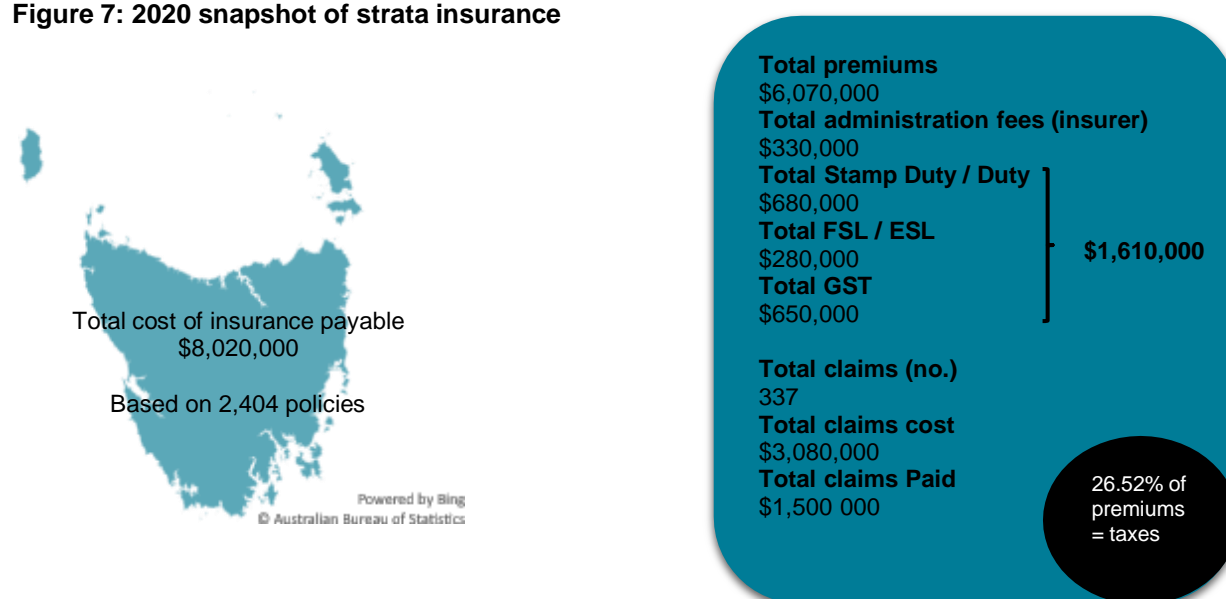 Figure 7: 2020 snapshot of strata insurance
Total cost of insurance payable
$8,020,000
Based on 2,404 policies
Powered by Bing
© Australian Bureau of Statistics
Total premiums
$6,070,000
Total administration fees (insurer)
$330,000
Total Stamp Duty / Duty
$680,000
Total FSL / ESL
$280,000
Total GST
$650,000
$1,610,000
Total claims (no.)
337
Total claims cost
$3,080,000
Total claims Paid
$1,500 000
26.52% of
premiums
= taxes